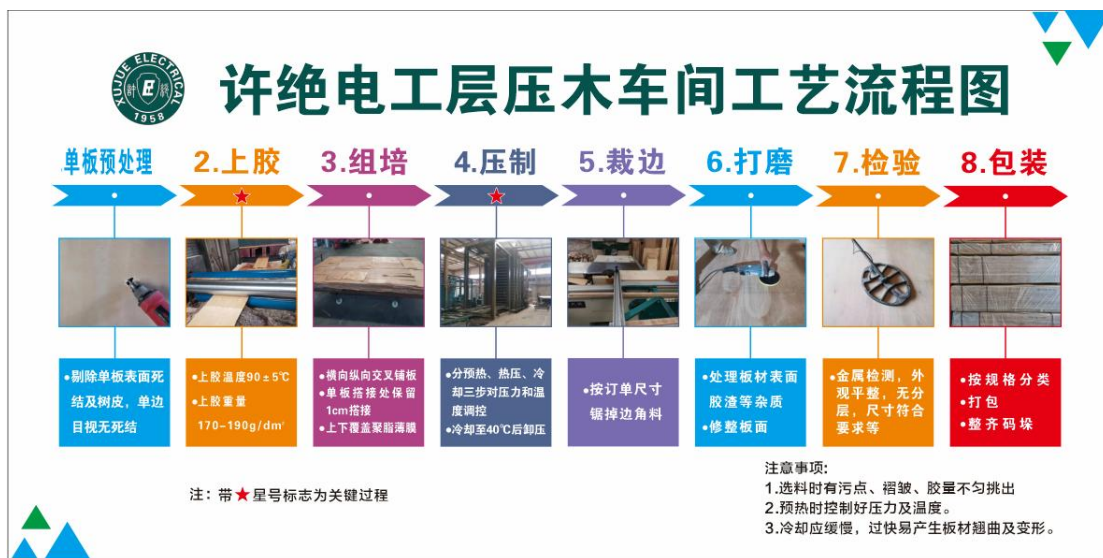 XUJUE ELECTRICAL
许 E 绝
1958
许绝电工层压木车间工艺流程图
.单板预处理
2.上胶
3.组培
4.压制
5.裁边
6.打磨
7.检验
8.包装
•剔除单板表面死
结及树皮，单边
目视无死结
•上胶温度90±5℃
•上胶重量
170-190g/dm²
•横向纵向交叉铺板
•单板搭接处保留
1cm搭接
•上下覆盖聚脂薄膜
•分预热、热压、冷
却三步对压力和温
度调控
•冷却至40℃后卸压
•按订单尺寸
锯掉边角料
•处理板材表面
胶渣等杂质
•修整板面
•金属检测，外
观平整，无分
层，尺寸符合
要求等
•按规格分类
•打包
•整齐码垛
注：带★星号标志为关键过程
注意事项:
1.选料时有污点、褶皱、胶量不匀挑出
2.预热时控制好压力及温度。
3.冷却应缓慢，过快易产生板材翘曲及变形。